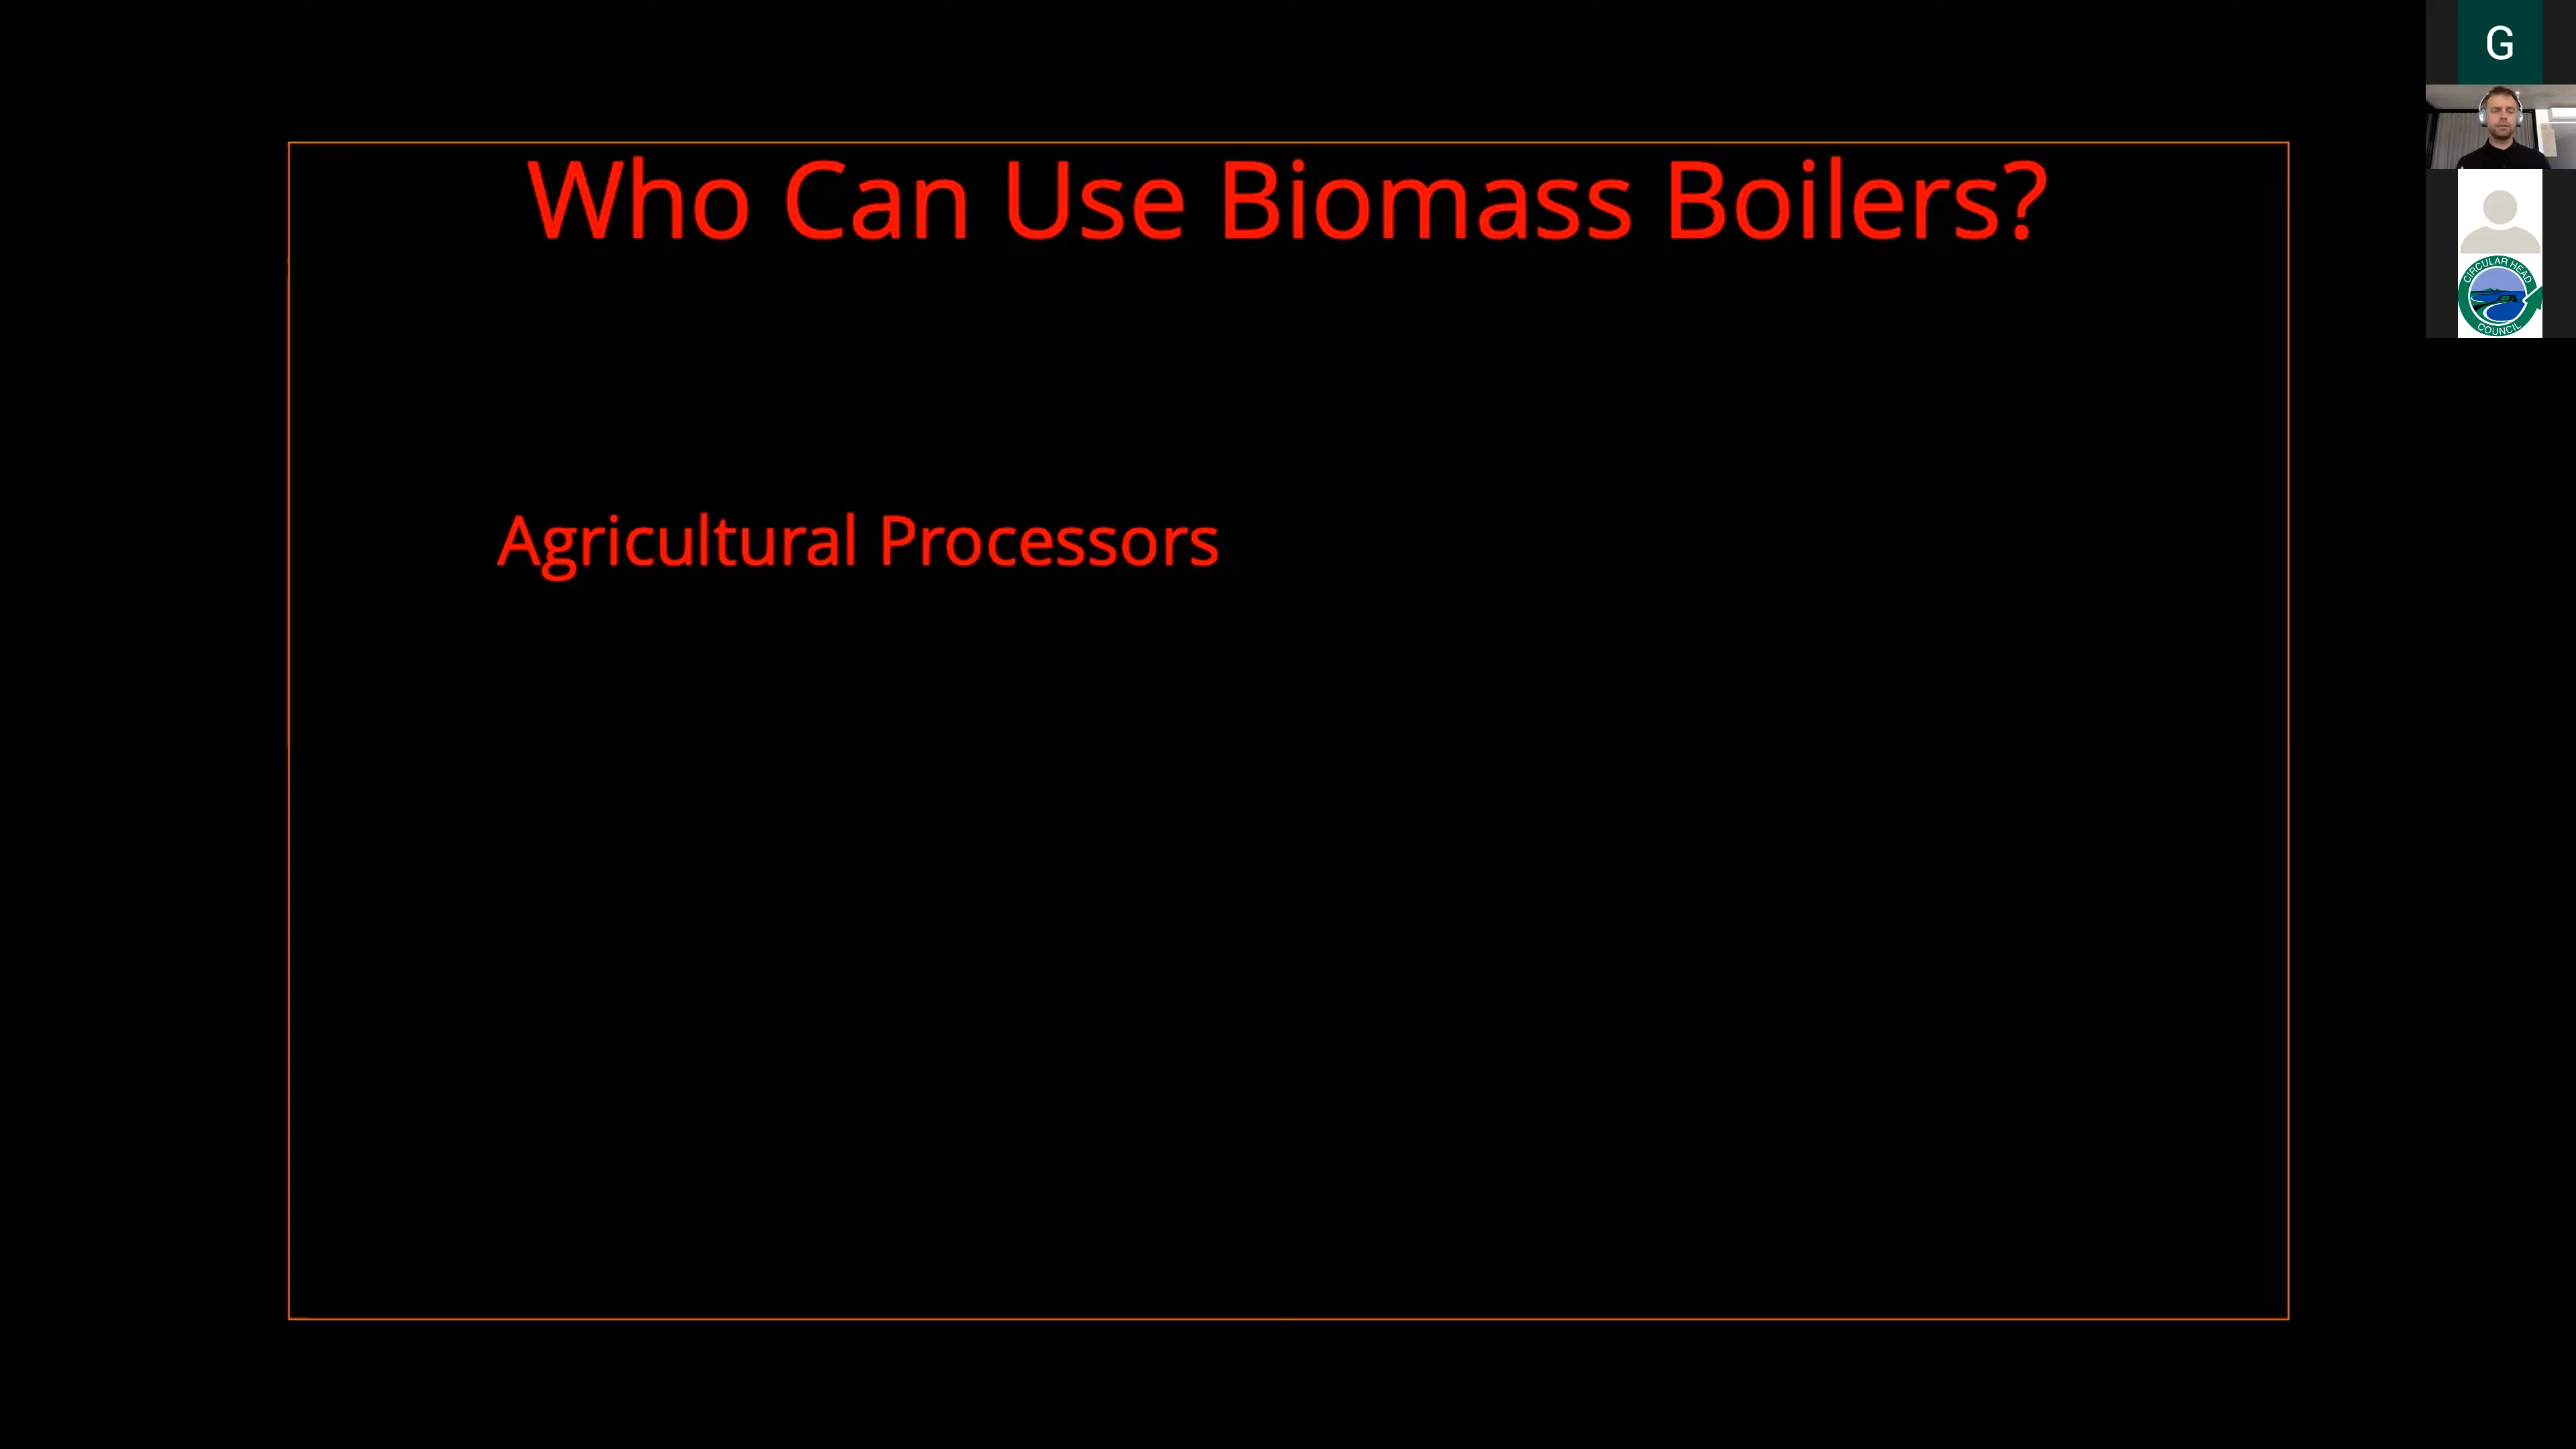 Who Can Use Biomass Boilers?
Agricultural Processors
G
CIRCULAR HEAD
COUNCIL